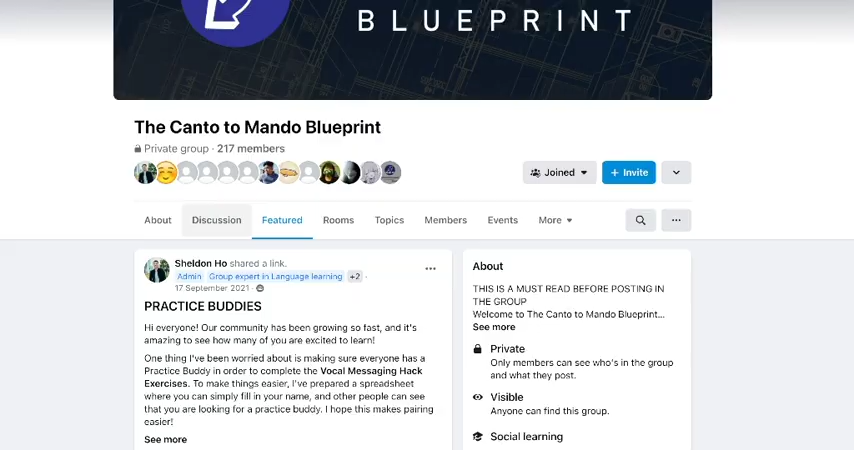 BLUEPRINT
The Canto to Mando Blueprint
Private group · 217 members
Joined
+ Invite
About
Discussion
Featured
Rooms
Topics
Members
Events
More
Sheldon Ho shared a link.
Admin Group expert in Language learning +2 ·
17 September 2021 ·
PRACTICE BUDDIES
Hi everyone! Our community has been growing so fast, and it's
amazing to see how many of you are excited to learn!
One thing I've been worried about is making sure everyone has a
Practice Buddy in order to complete the Vocal Messaging Hack
Exercises. To make things easier, I've prepared a spreadsheet
where you can simply fill in your name, and other people can see
that you are looking for a practice buddy. I hope this makes pairing
easier!
See more
About
THIS IS A MUST READ BEFORE POSTING IN
THE GROUP
Welcome to The Canto to Mando Blueprint...
See more
Private
Only members can see who's in the group
and what they post.
Visible
Anyone can find this group.
Social learning